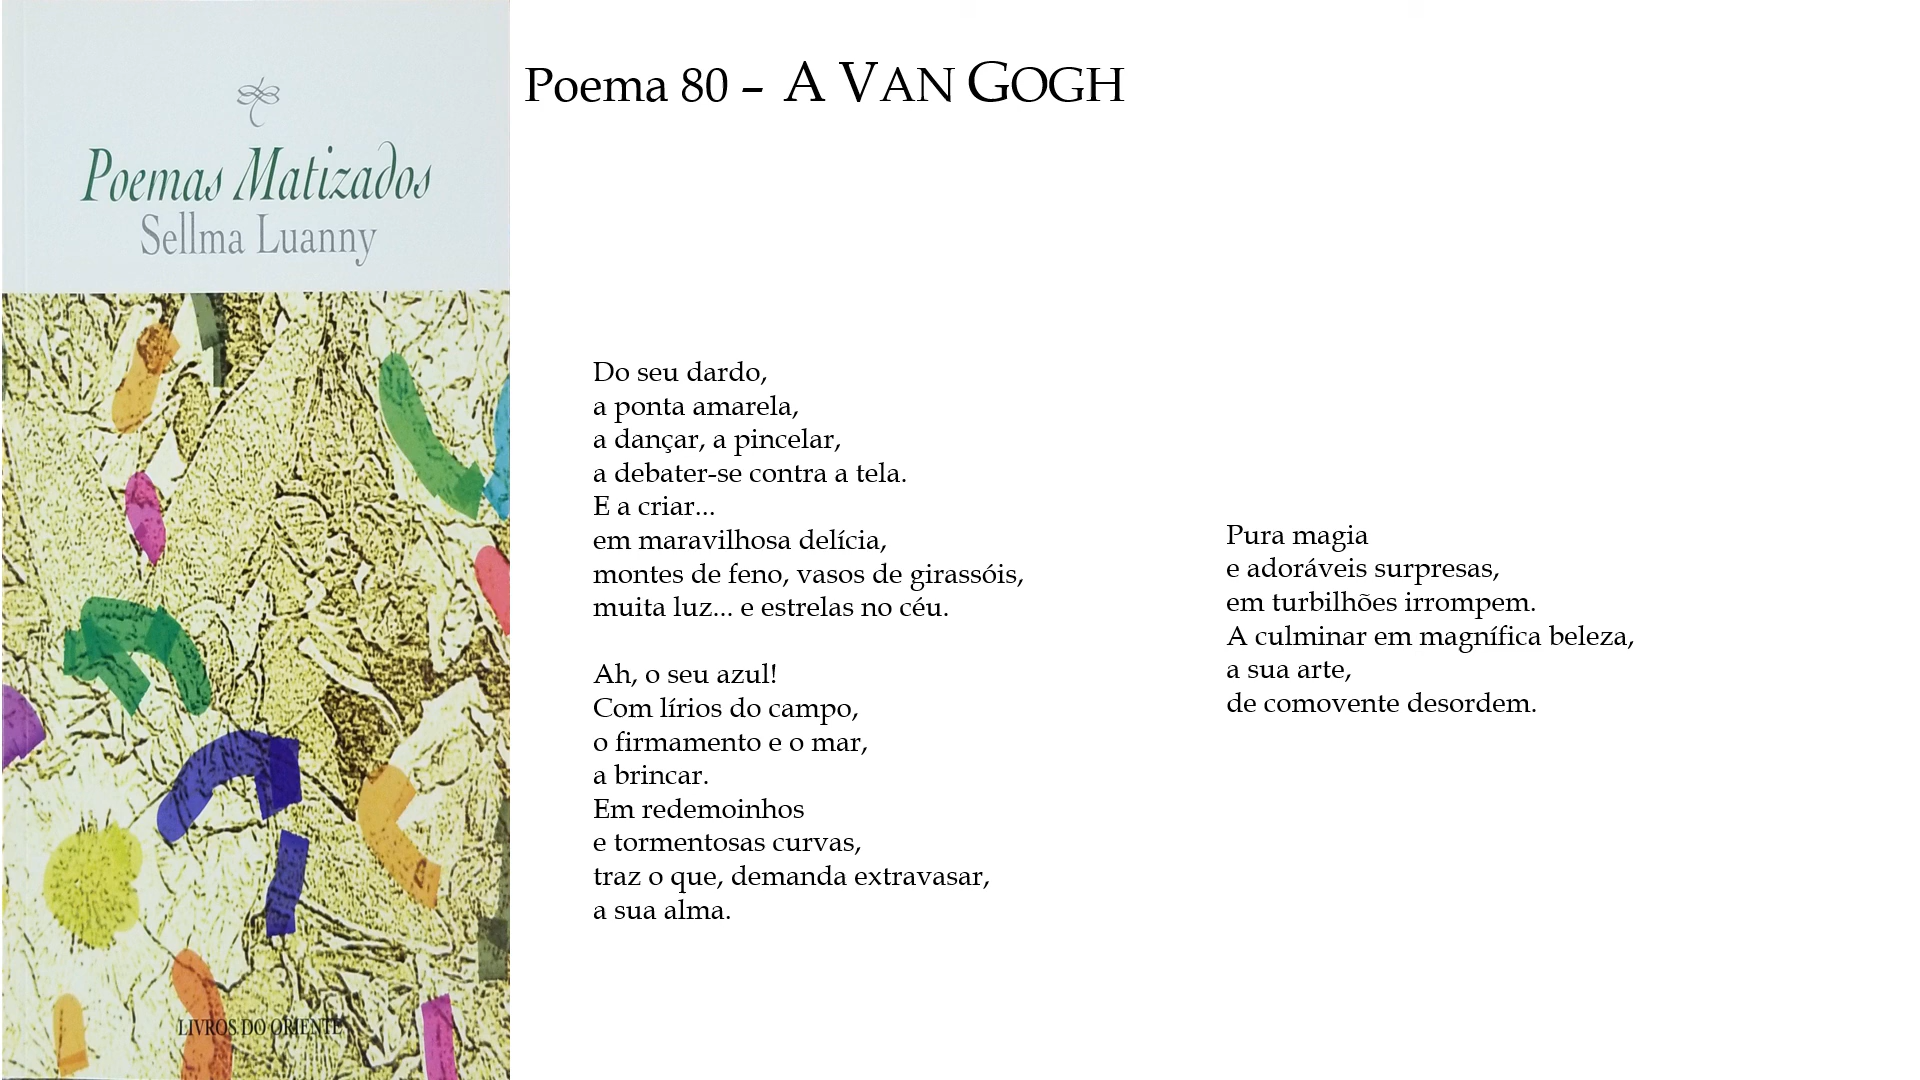 Poemas Matizados
Sellma Luanny
LIVROS DO ORIENTE
Poema 80 – A VAN GOGH
Do seu dardo,
a ponta amarela,
a dançar, a pincelar,
a debater-se contra a tela.
E a criar...
em maravilhosa delícia,
montes de feno, vasos de girassóis,
muita luz... e estrelas no céu.
Ah, o seu azul!
Com lírios do campo,
o firmamento e o mar,
a brincar.
Em redemoinhos
e tormentosas curvas,
traz o que, demanda extravasar,
a sua alma.
Pura magia
e adoráveis surpresas,
em turbilhões irrompem.
A culminar em magnífica beleza,
a sua arte,
de comovente desordem.